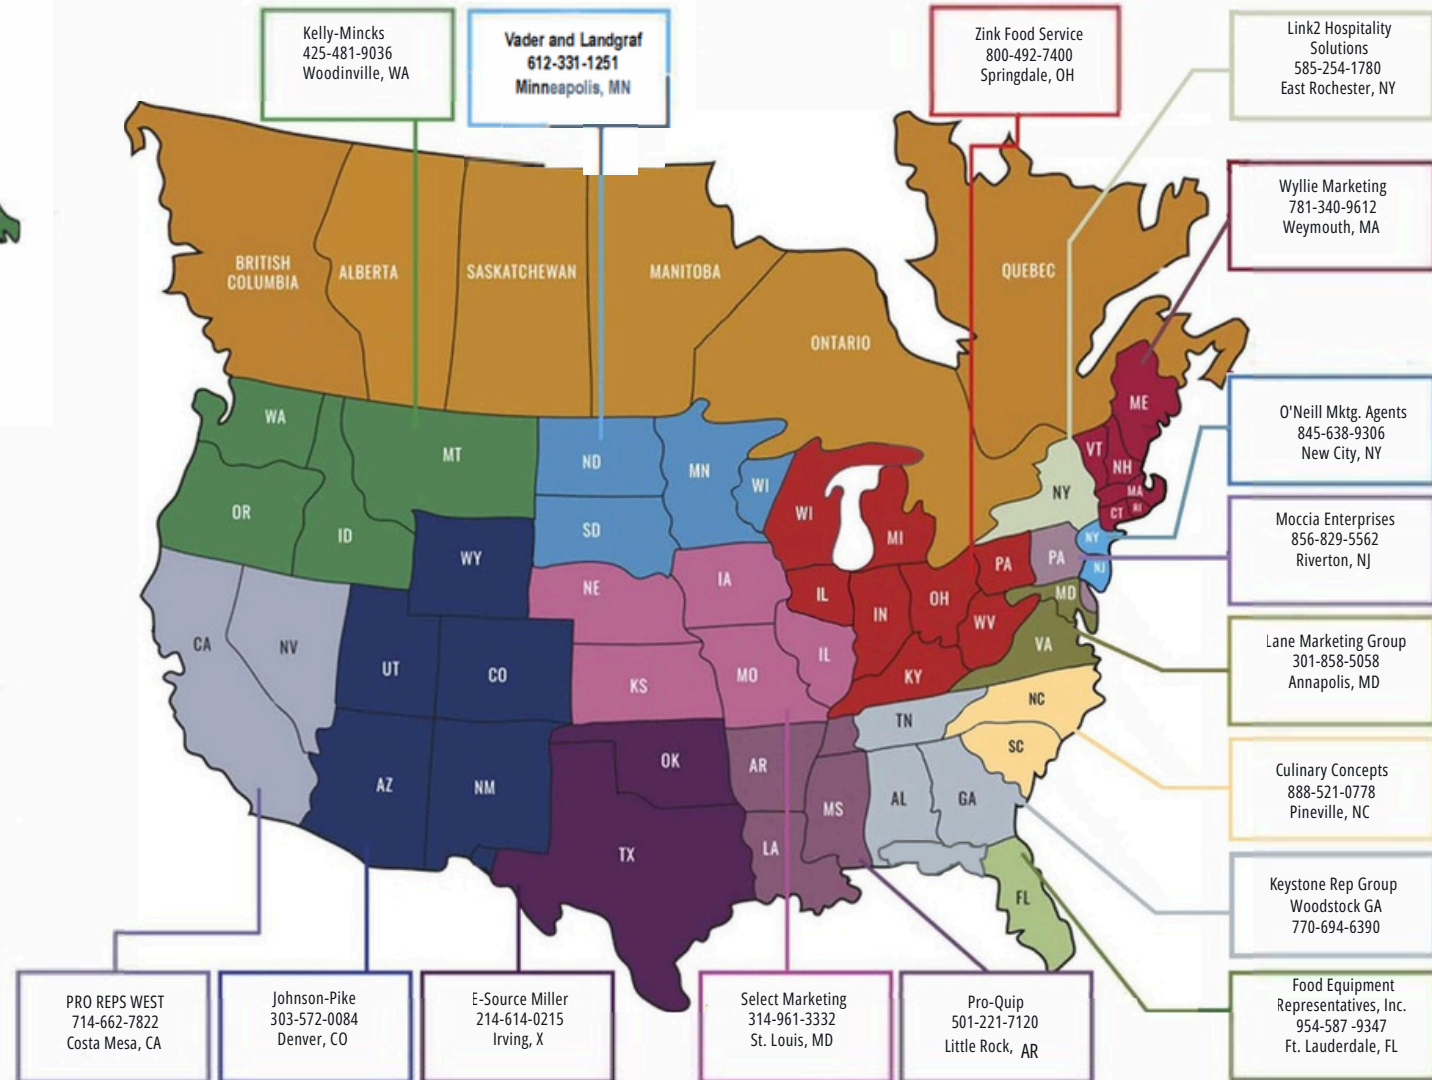 Kelly-Mincks
425-481-9036
Woodinville, WA
Vader and Landgraf
612-331-1251
Minneapolis, MN
Zink Food Service
800-492-7400
Springdale, OH
Link2 Hospitality
Solutions
585-254-1780
East Rochester, NY
Wyllie Marketing
781-340-9612
Weymouth, MA
O'Neill Mktg. Agents
845-638-9306
New City, NY
Moccia Enterprises
856-829-5562
Riverton, NJ
Lane Marketing Group
301-858-5058
Annapolis, MD
Culinary Concepts
888-521-0778
Pineville, NC
Keystone Rep Group
Woodstock GA
770-694-6390
Food Equipment
Representatives, Inc.
954-587 -9347
Ft. Lauderdale, FL
BRITISH
COLUMBIA
ALBERTA
SASKATCHEWAN
MANITOBA
ONTARIO
QUEBEC
WA
MT
OR
ID
WY
ND
SD
MN
WI
WI
MI
NE
IA
IL
IN
OH
PA
PA
WV
KY
NY
NY
NJ
VT
NH
ME
MA
CT
RI
MD
VA
CA
NV
UT
CO
KS
MO
IL
AZ
NM
OK
TX
AR
LA
MS
TN
NC
SC
AL
GA
FL
PRO REPS WEST
714-662-7822
Costa Mesa, CA
Johnson-Pike
303-572-0084
Denver, CO
E-Source Miller
214-614-0215
Irving, X
Select Marketing
314-961-3332
St. Louis, MD
Pro-Quip
501-221-7120
Little Rock, AR